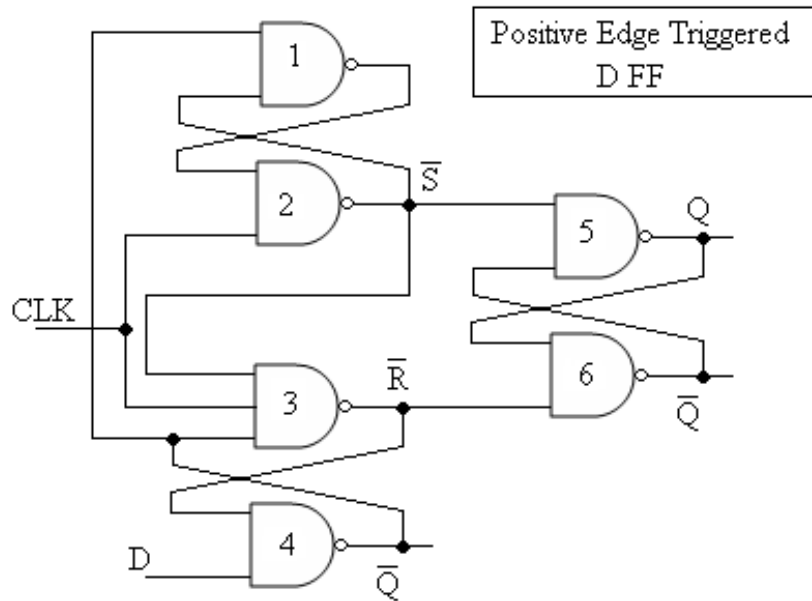 Positive Edge Triggered
D FF
1
2
S̅
5
Q
CLK
3
R̅
6
Q̅
4
D
Q̅